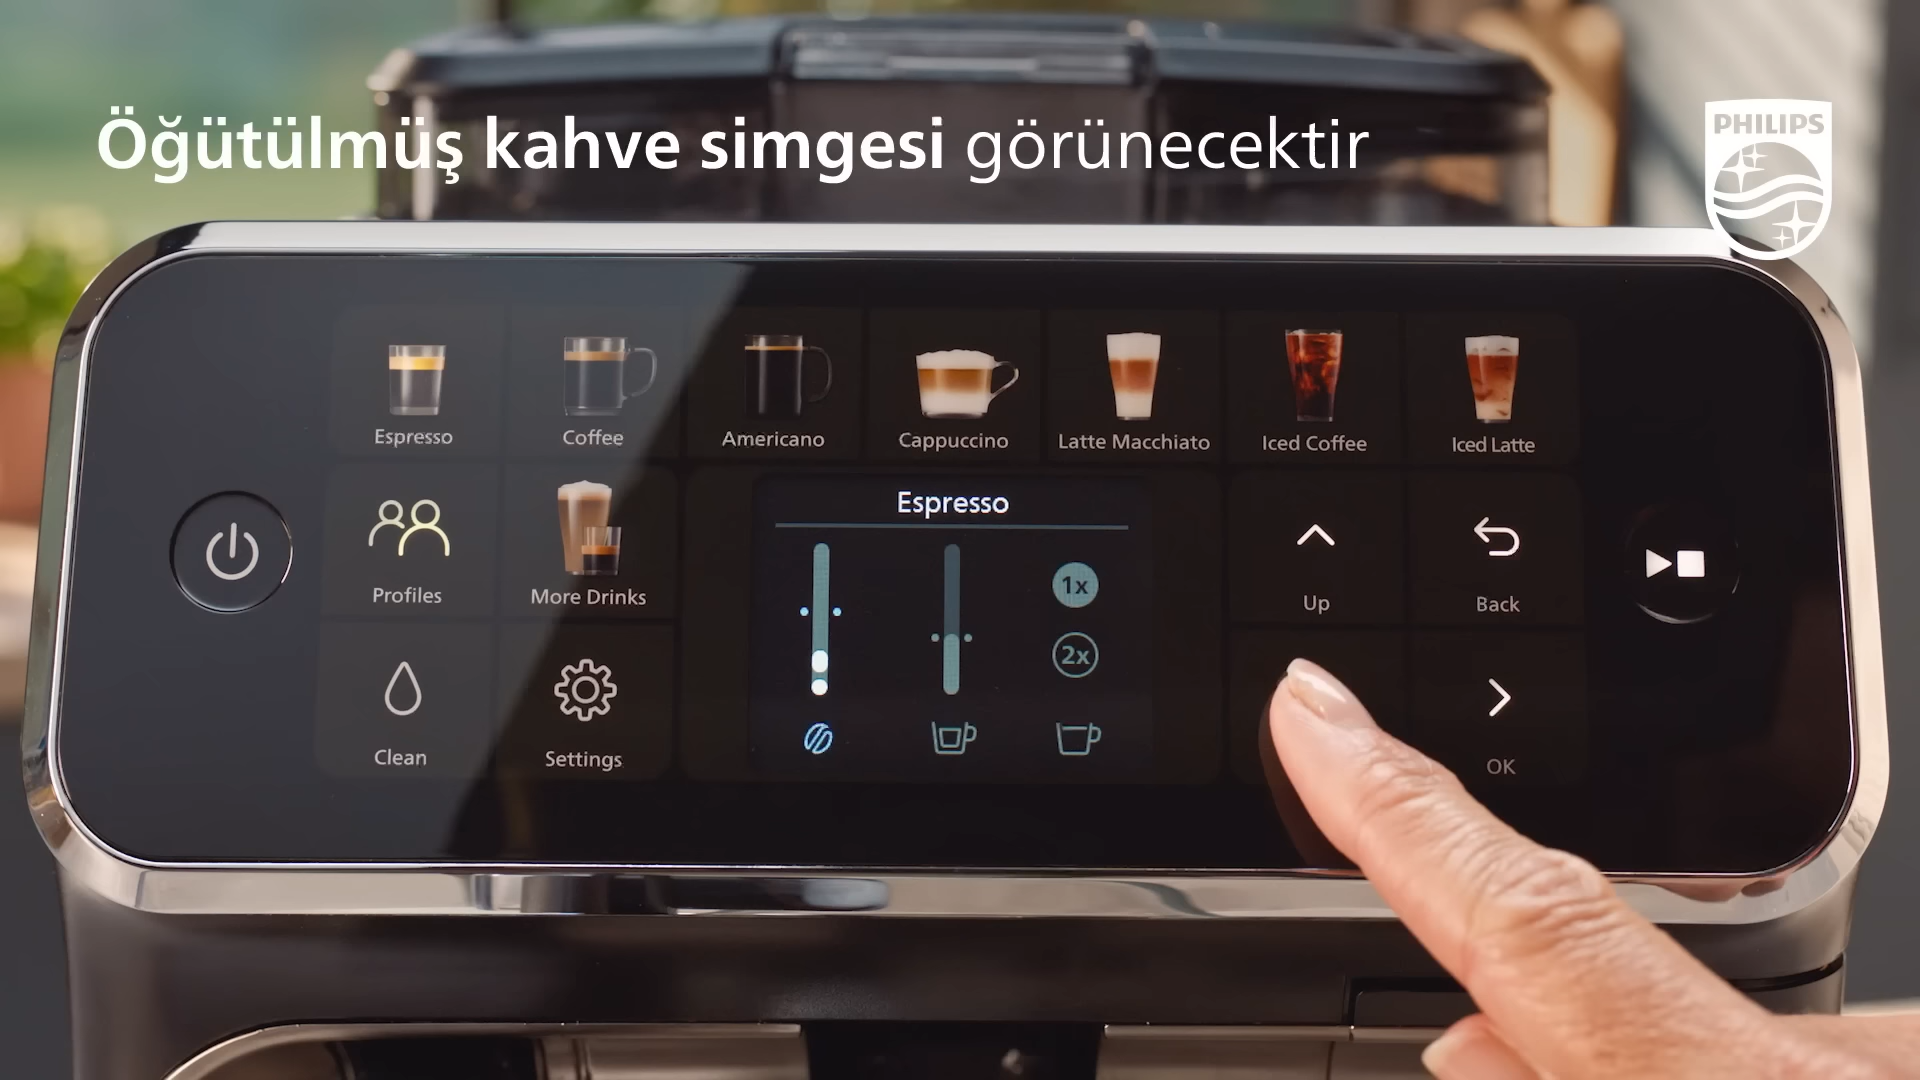 Öğütülmüş kahve simgesi görünecektir
PHILIPS
Espresso
Coffee
Americano
Cappuccino
Latte Macchiato
Iced Coffee
Iced Latte
Profiles
More Drinks
Espresso
1x
2x
Up
Back
Clean
Settings
OK